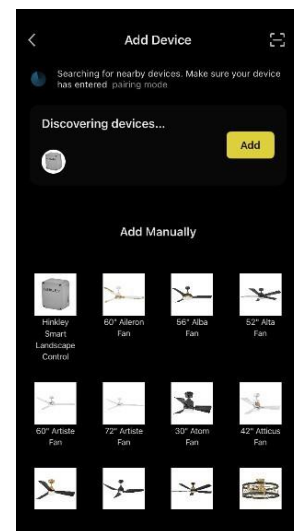 Add Device
Searching for nearby devices. Make sure your device
has entered pairing mode
Discovering devices...
Add
Add Manually
Hinkley
Smart
Landscape
Control
60" Aileron
Fan
56" Alba
Fan
52" Alta
Fan
60" Artiste
Fan
72" Artiste
Fan
30" Atom
Fan
42" Atticus
Fan